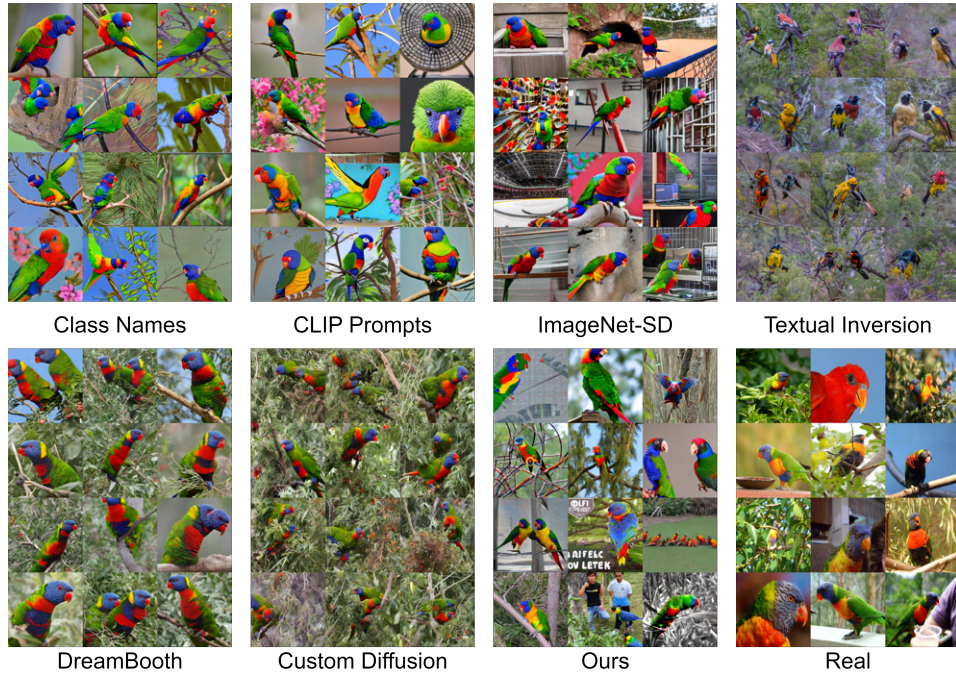 Class Names
CLIP Prompts
ImageNet-SD
Textual Inversion
DreamBooth
Custom Diffusion
Ours
Real